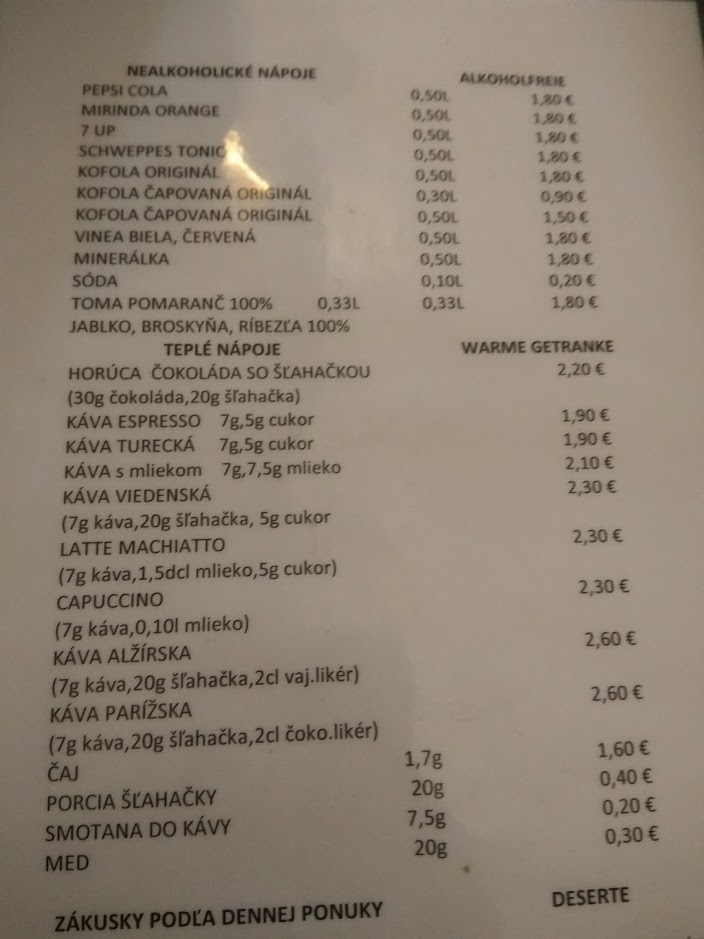 NEALKOHOLICKÉ NÁPOJE ALKOHOLFREIE
PEPSI COLA 0,50L 1,80 €
MIRINDA ORANGE 0,50L 1,80 €
7 UP 0,50L 1,80 €
SCHWEPPES TONIC 0,50L 1,80 €
KOFOLA ORIGINÁL 0,50L 1,80 €
KOFOLA ČAPOVANÁ ORIGINÁL 0,30L 0,90 €
KOFOLA ČAPOVANÁ ORIGINÁL 0,50L 1,50 €
VINEA BIELA, ČERVENÁ 0,50L 1,80 €
MINERÁLKA 0,50L 1,80 €
SÓDA 0,10L 0,20 €
TOMA POMARANČ 100% 0,33L 0,33L 1,80 €
JABLKO, BROSKYŇA, RÍBEZĽA 100%
TEPLÉ NÁPOJE WARME GETRANKE
HORÚCA ČOKOLÁDA SO ŠĽAHAČKOU 2,20 €
(30g čokoláda,20g šľahačka)
KÁVA ESPRESSO 7g,5g cukor 1,90 €
KÁVA TURECKÁ 7g,5g cukor 1,90 €
KÁVA s mliekom 7g,7,5g mlieko 2,10 €
KÁVA VIEDENSKÁ 2,30 €
(7g káva,20g šľahačka, 5g cukor
LATTE MACHIATTO 2,30 €
(7g káva,1,5dcl mlieko,5g cukor)
CAPUCCINO 2,30 €
(7g káva,0,10l mlieko)
KÁVA ALŽÍRSKA 2,60 €
(7g káva,20g šľahačka,2cl vaj.likér)
KÁVA PARÍŽSKA 2,60 €
(7g káva,20g šľahačka,2cl čoko.likér)
ČAJ 1,7g 1,60 €
PORCIA ŠĽAHAČKY 20g 0,40 €
SMOTANA DO KÁVY 7,5g 0,20 €
MED 20g 0,30 €
ZÁKUSKY PODĽA DENNEJ PONUKY DESERTE